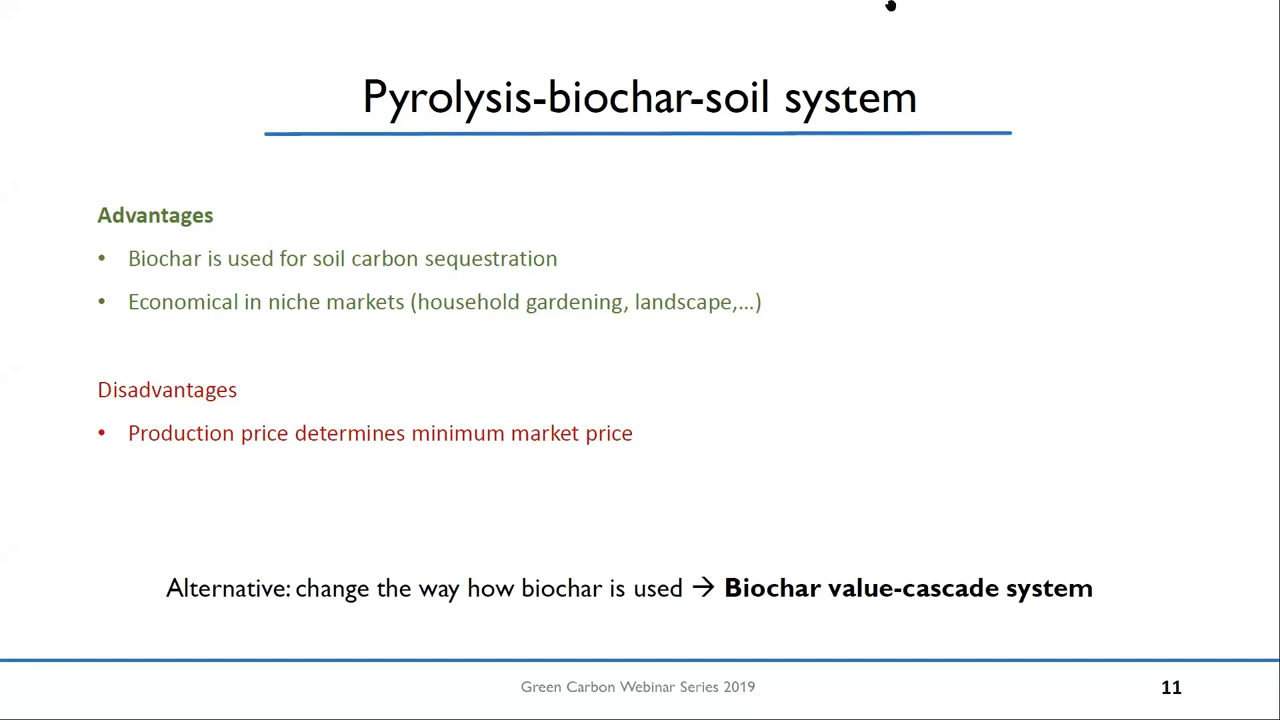 Pyrolysis-biochar-soil system
Advantages
• Biochar is used for soil carbon sequestration
• Economical in niche markets (household gardening, landscape,...)
Disadvantages
• Production price determines minimum market price
Alternative: change the way how biochar is used → Biochar value-cascade system
Green Carbon Webinar Series 2019
11